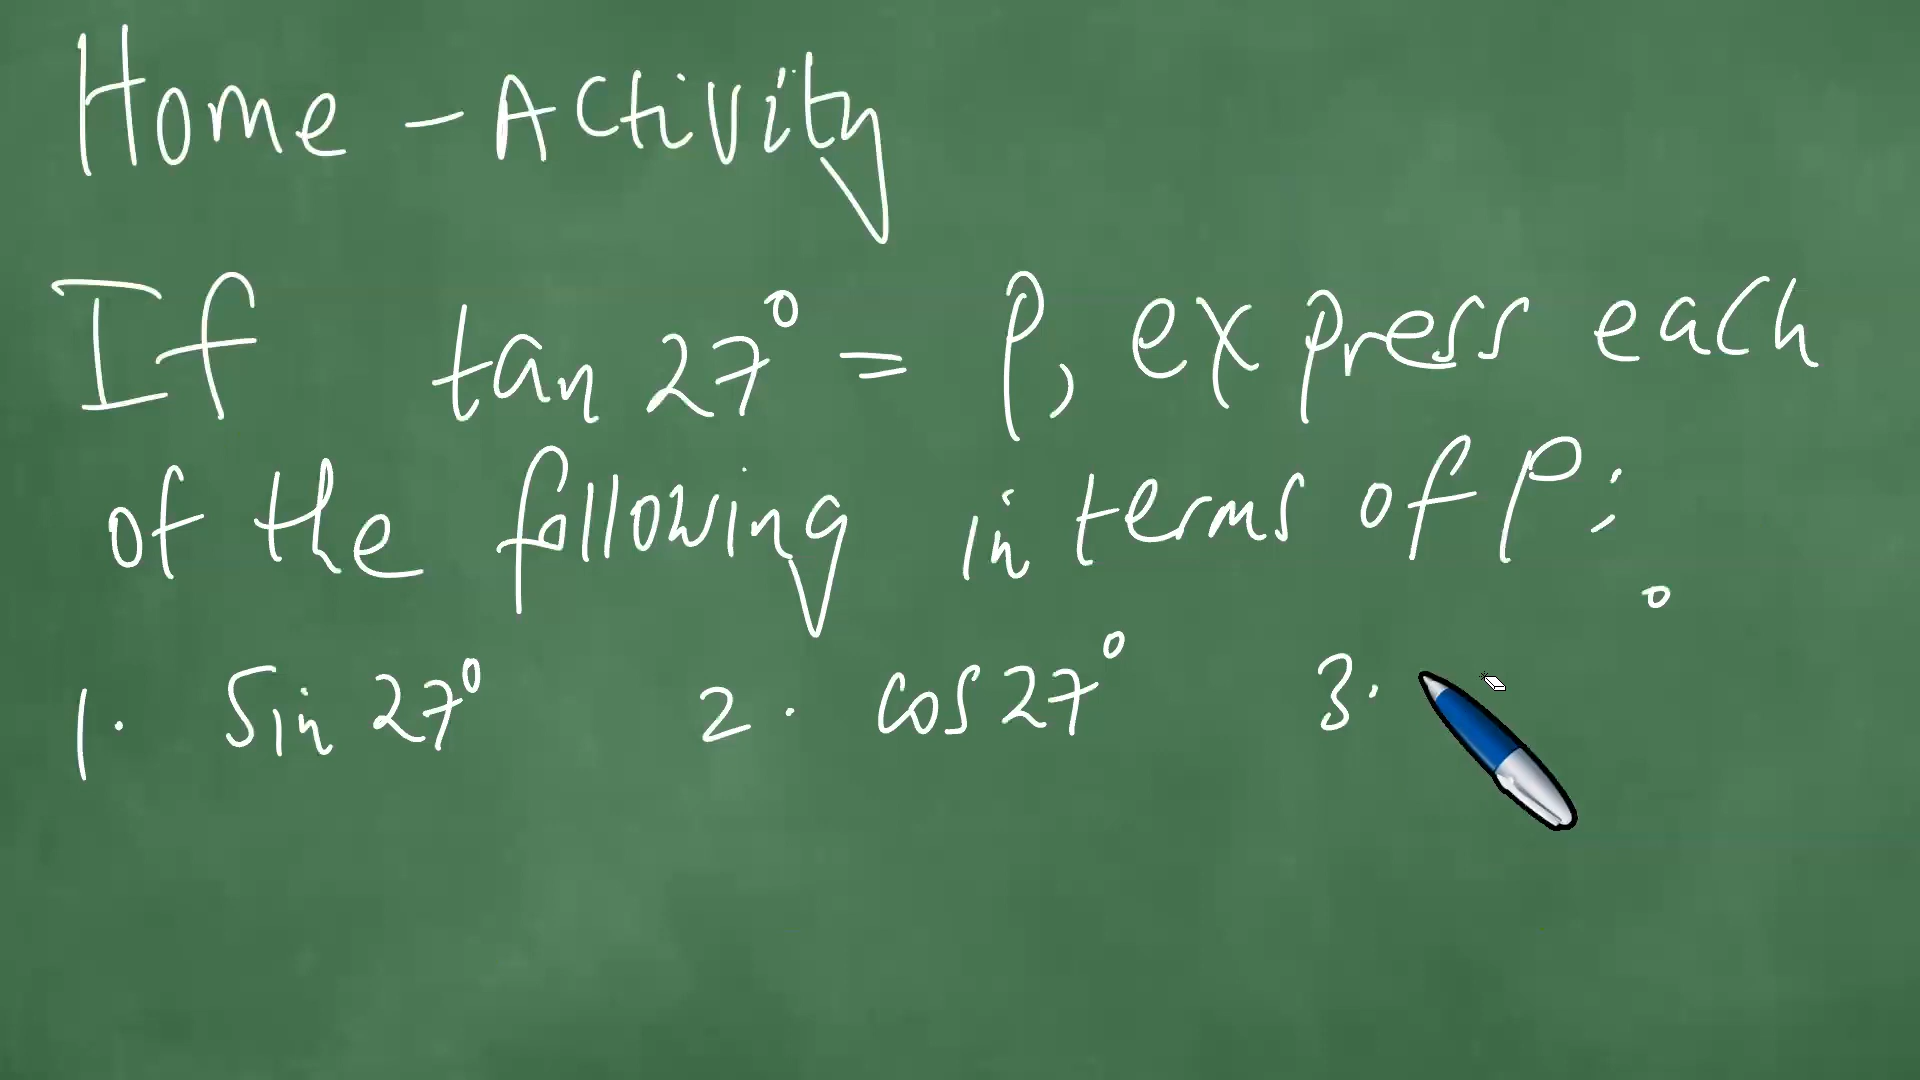 Home - Activity
If tan 27° = P, express each
of the following in terms of P:
1. Sin 27° 2. Cos 27° 3.